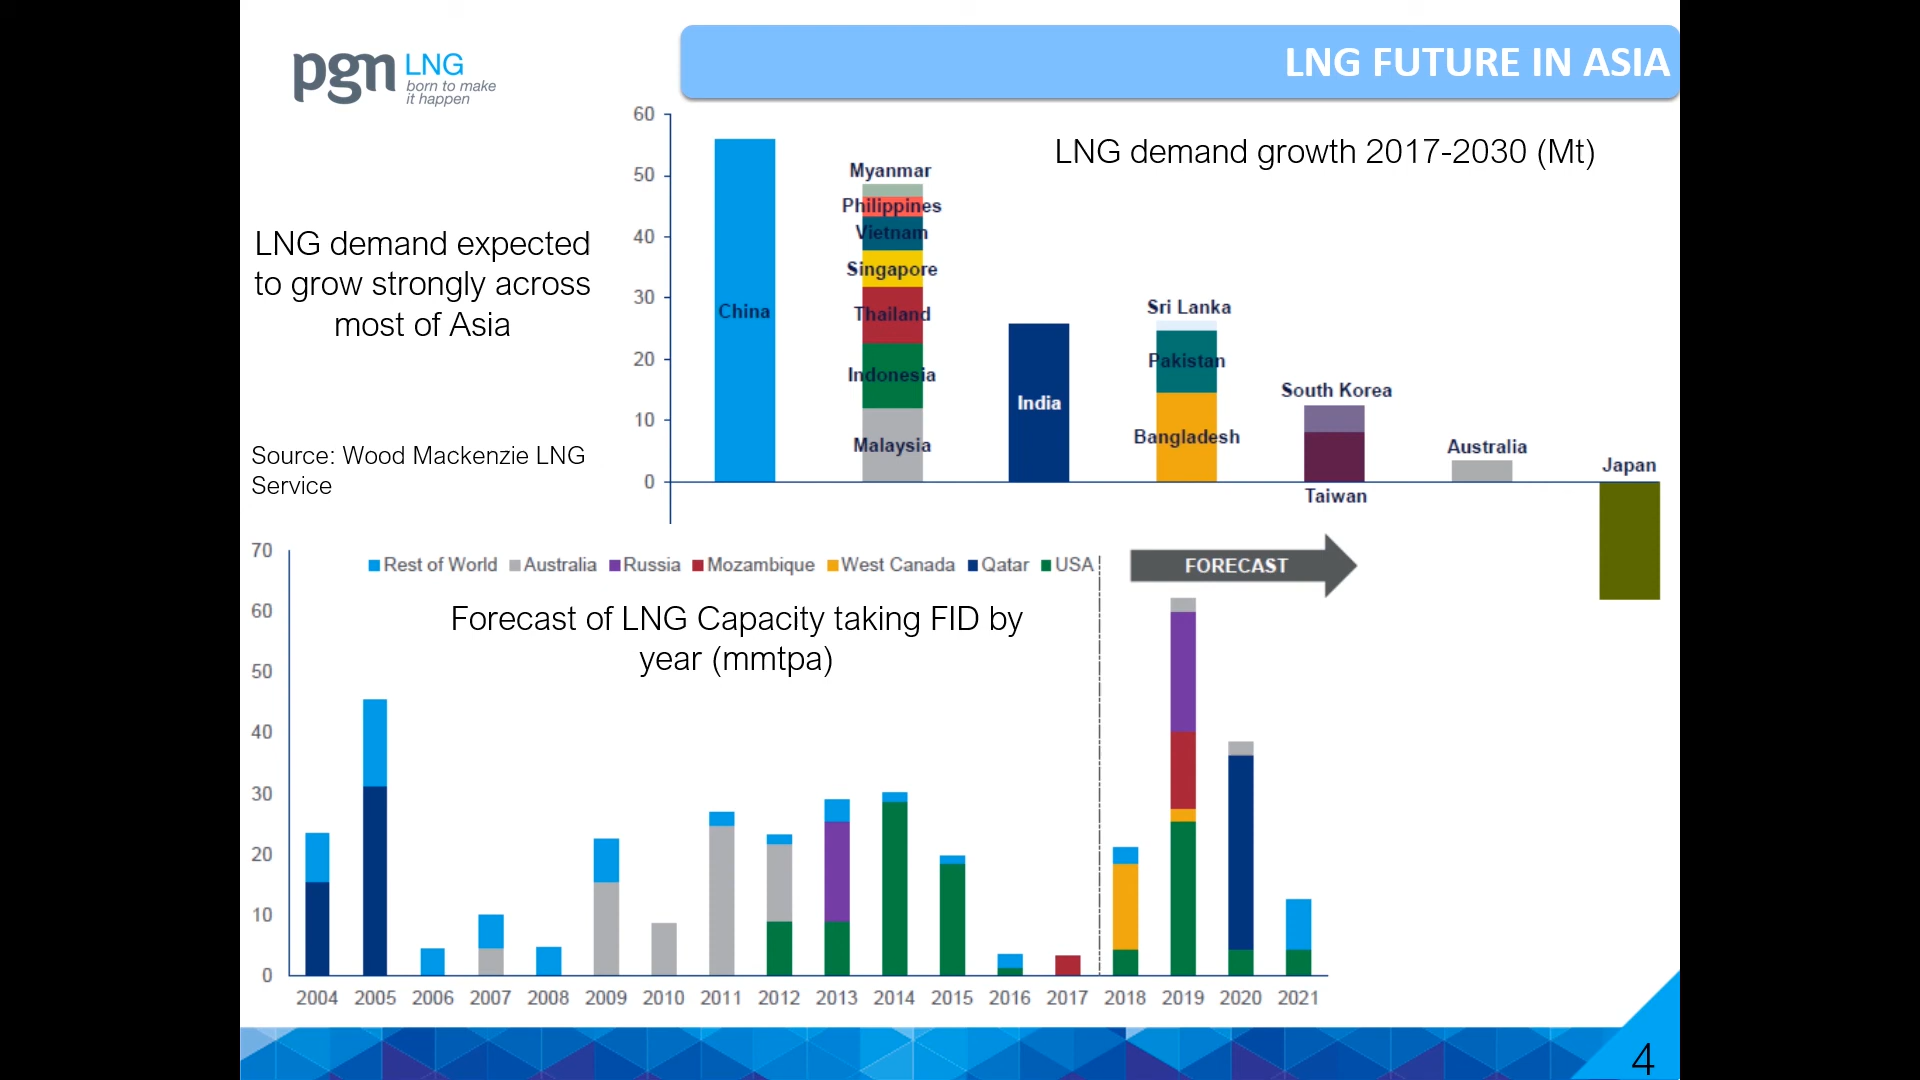 pgn LNG
born to make
it happen
LNG FUTURE IN ASIA
LNG demand expected
to grow strongly across
most of Asia
Source: Wood Mackenzie LNG
Service
LNG demand growth 2017-2030 (Mt)
60
50
40
30
20
10
0
China
Myanmar
Philippines
Vietnam
Singapore
Thailand
Indonesia
Malaysia
India
Sri Lanka
Pakistan
Bangladesh
South Korea
Taiwan
Australia
Japan
Rest of World Australia Russia Mozambique West Canada Qatar USA
FORECAST
Forecast of LNG Capacity taking FID by
year (mmtpa)
70
60
50
40
30
20
10
0
2004 2005 2006 2007 2008 2009 2010 2011 2012 2013 2014 2015 2016 2017 2018 2019 2020 2021
4